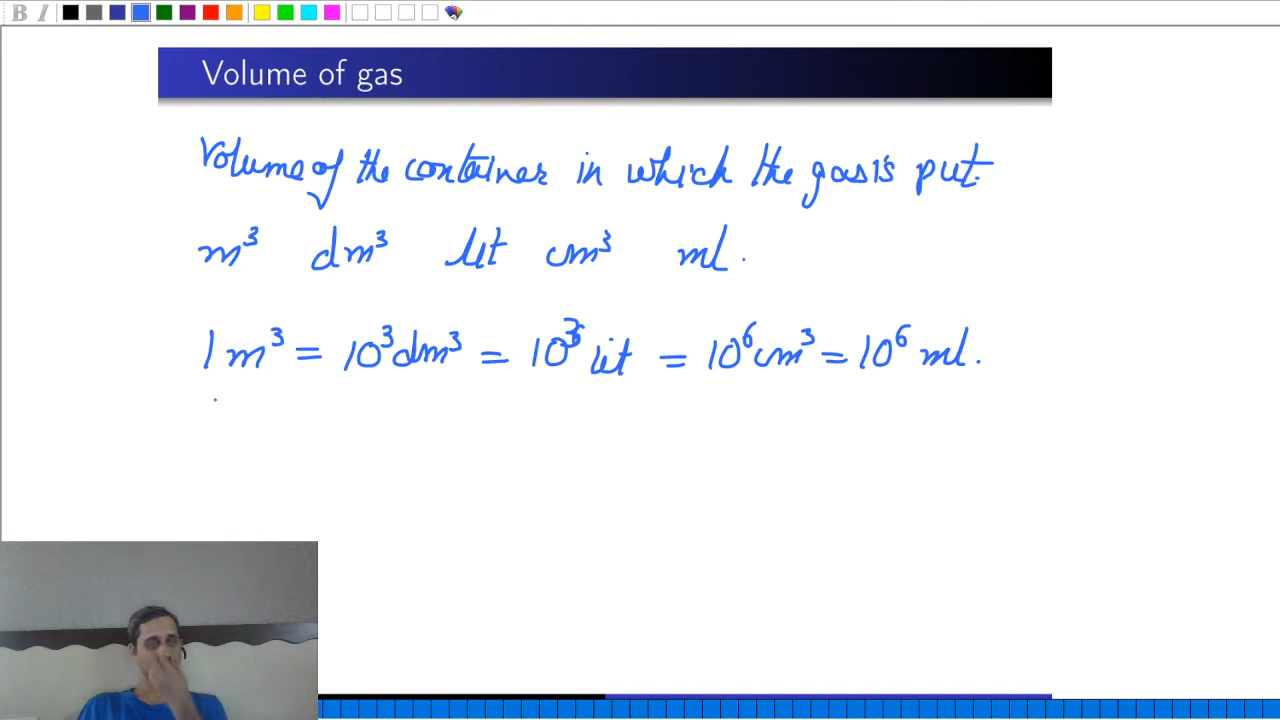 B I
Volume of gas
Volume of the container in which the gas is put.
m³ dm³ lit cm³ ml.
1 m³ = 10³ dm³ = 10³ lit = 10⁶ cm³ = 10⁶ ml.